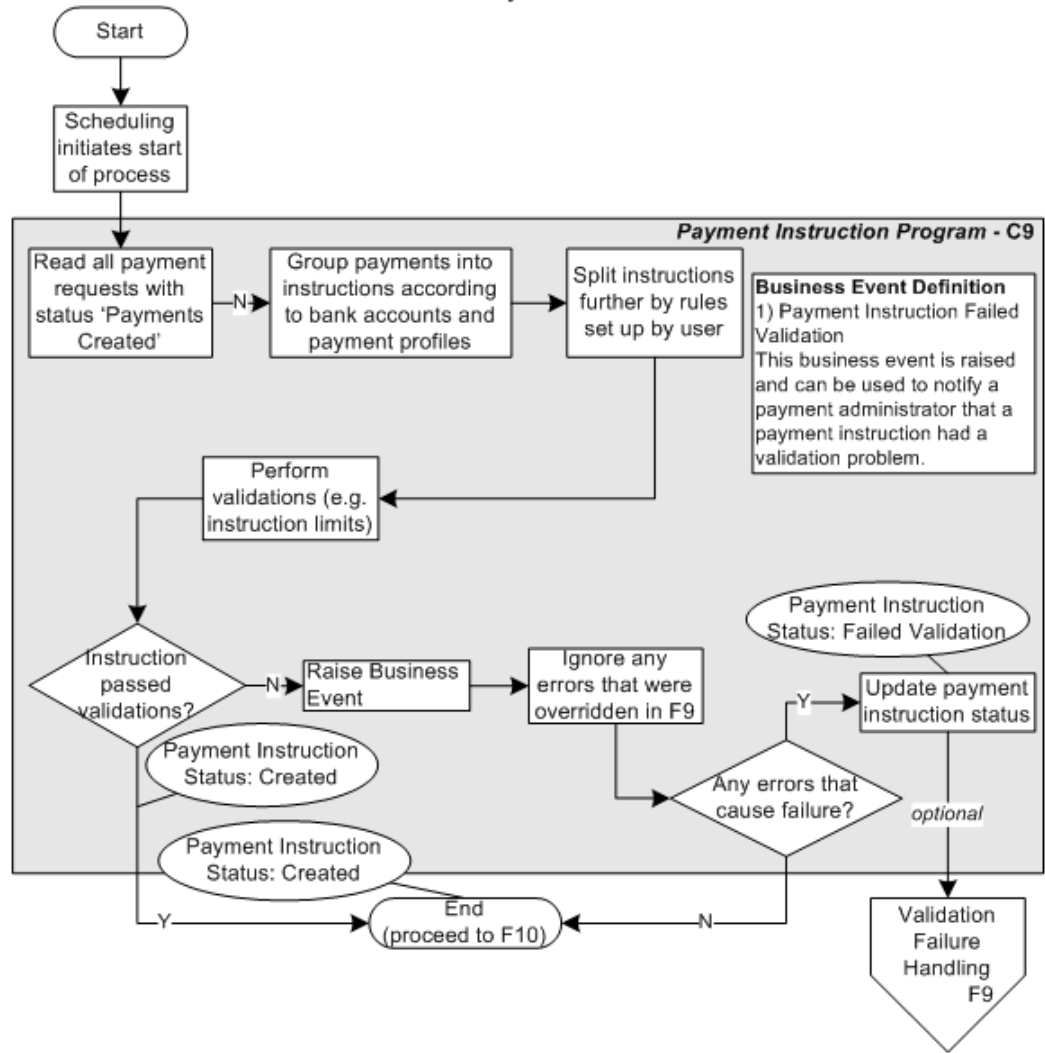 Start
Scheduling
initiates start
of process
Payment Instruction Program - C9
Read all payment
requests with
status ‘Payments
Created’
N
Group payments into
instructions according
to bank accounts and
payment profiles
Split instructions
further by rules
set up by user
Business Event Definition
1) Payment Instruction Failed
Validation
This business event is raised
and can be used to notify a
payment administrator that a
payment instruction had a
validation problem.
Perform
validations (e.g.
instruction limits)
Instruction
passed
validations?
N
Raise Business
Event
Ignore any
errors that were
overridden in F9
Payment Instruction
Status: Failed Validation
Update payment
instruction status
Y
Any errors that
cause failure?
optional
Payment Instruction
Status: Created
Payment Instruction
Status: Created
Y
End
(proceed to F10)
N
Validation
Failure
Handling
F9